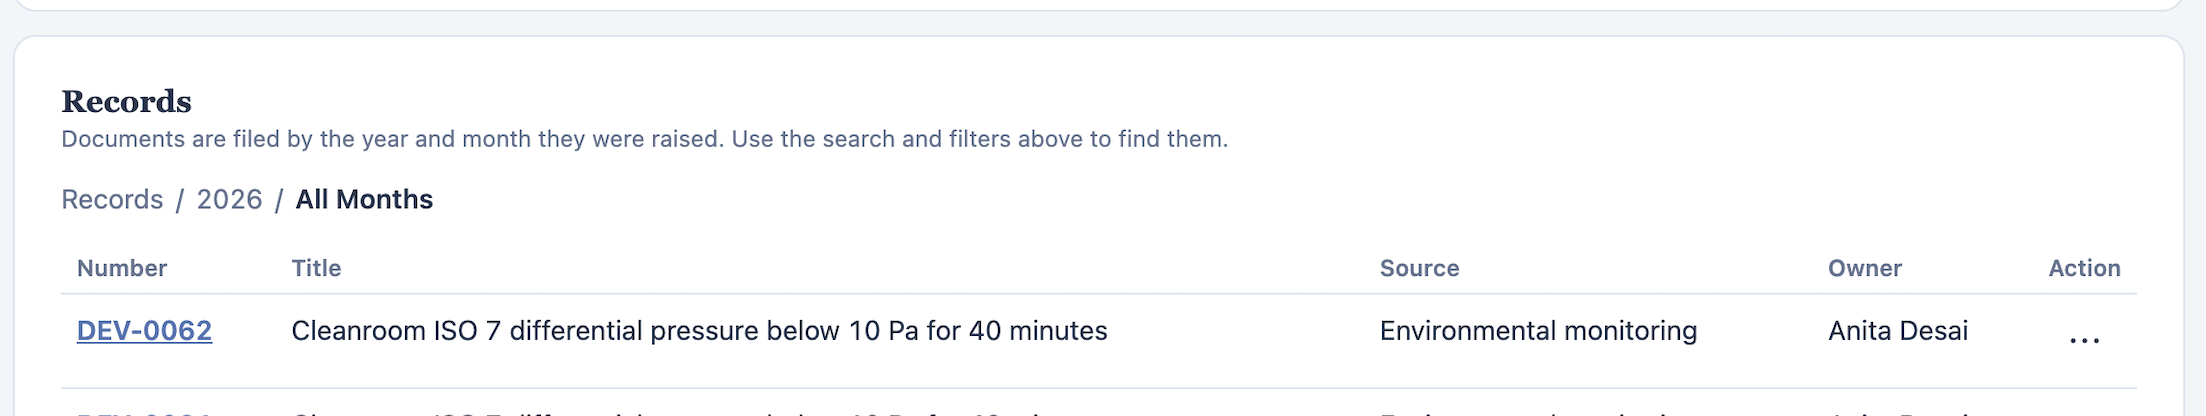 Records
Documents are filed by the year and month they were raised. Use the search and filters above to find them.
Records / 2026 / All Months
Number Title Source Owner Action
DEV-0062 Cleanroom ISO 7 differential pressure below 10 Pa for 40 minutes Environmental monitoring Anita Desai ...